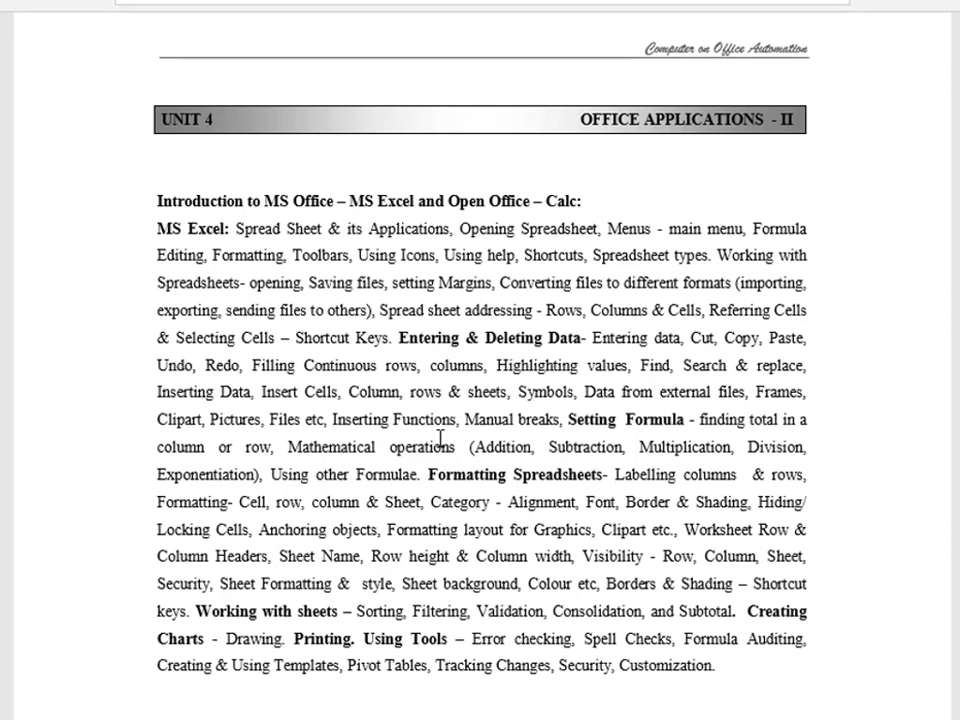 Computer on Office Automation
UNIT 4 OFFICE APPLICATIONS - II
Introduction to MS Office – MS Excel and Open Office – Calc:
MS Excel: Spread Sheet & its Applications, Opening Spreadsheet, Menus - main menu, Formula
Editing, Formatting, Toolbars, Using Icons, Using help, Shortcuts, Spreadsheet types. Working with
Spreadsheets- opening, Saving files, setting Margins, Converting files to different formats (importing,
exporting, sending files to others), Spread sheet addressing - Rows, Columns & Cells, Referring Cells
& Selecting Cells – Shortcut Keys. Entering & Deleting Data- Entering data, Cut, Copy, Paste,
Undo, Redo, Filling Continuous rows, columns, Highlighting values, Find, Search & replace,
Inserting Data, Insert Cells, Column, rows & sheets, Symbols, Data from external files, Frames,
Clipart, Pictures, Files etc, Inserting Functions, Manual breaks, Setting Formula - finding total in a
column or row, Mathematical operations (Addition, Subtraction, Multiplication, Division,
Exponentiation), Using other Formulae. Formatting Spreadsheets- Labelling columns & rows,
Formatting- Cell, row, column & Sheet, Category - Alignment, Font, Border & Shading, Hiding/
Locking Cells, Anchoring objects, Formatting layout for Graphics, Clipart etc., Worksheet Row &
Column Headers, Sheet Name, Row height & Column width, Visibility - Row, Column, Sheet,
Security, Sheet Formatting & style, Sheet background, Colour etc, Borders & Shading – Shortcut
keys. Working with sheets – Sorting, Filtering, Validation, Consolidation, and Subtotal. Creating
Charts - Drawing. Printing. Using Tools – Error checking, Spell Checks, Formula Auditing,
Creating & Using Templates, Pivot Tables, Tracking Changes, Security, Customization.